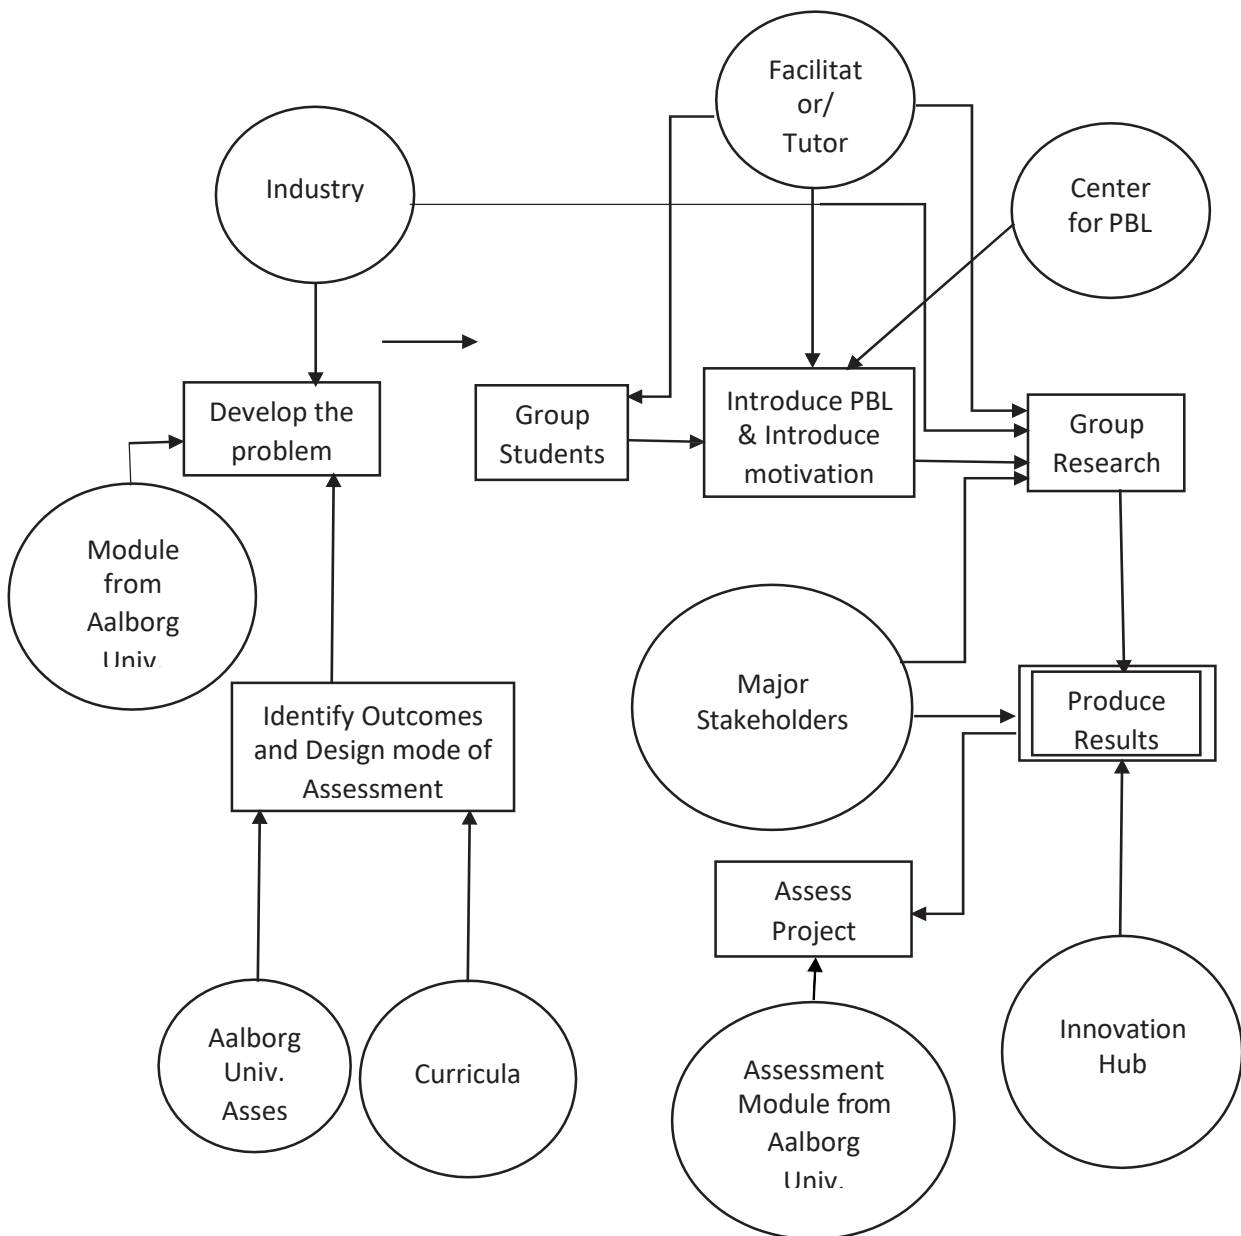 Facilitat
or/
Tutor
Industry
Center
for PBL
Develop the
problem
Group
Students
Introduce PBL
& Introduce
motivation
Group
Research
Module
from
Aalborg
Univ.
Major
Stakeholders
Produce
Results
Identify Outcomes
and Design mode of
Assessment
Assess
Project
Aalborg
Univ.
Asses
Curricula
Assessment
Module from
Aalborg
Univ.
Innovation
Hub